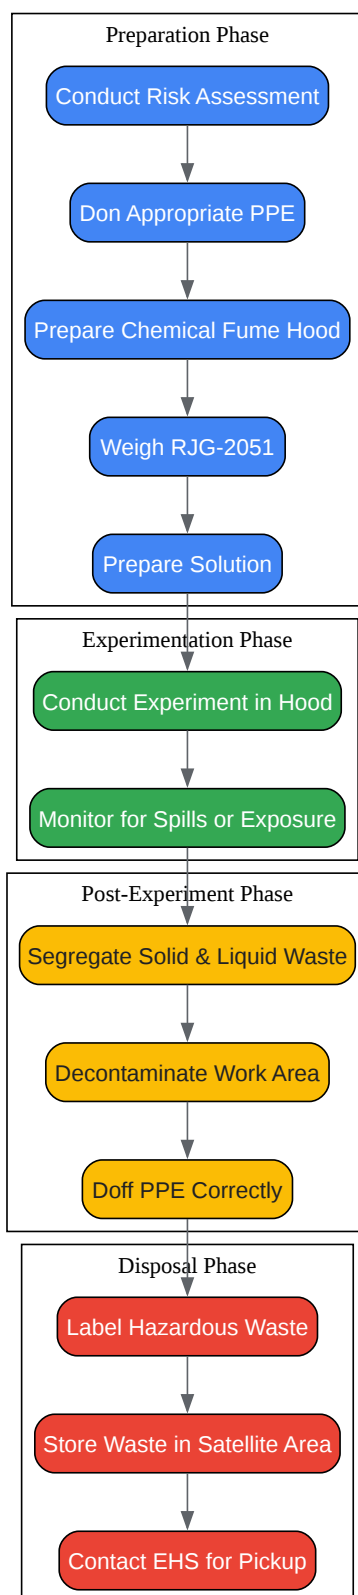 Preparation Phase
Conduct Risk Assessment
Don Appropriate PPE
Prepare Chemical Fume Hood
Weigh RJG-2051
Prepare Solution
Experimentation Phase
Conduct Experiment in Hood
Monitor for Spills or Exposure
Post-Experiment Phase
Segregate Solid & Liquid Waste
Decontaminate Work Area
Doff PPE Correctly
Disposal Phase
Label Hazardous Waste
Store Waste in Satellite Area
Contact EHS for Pickup